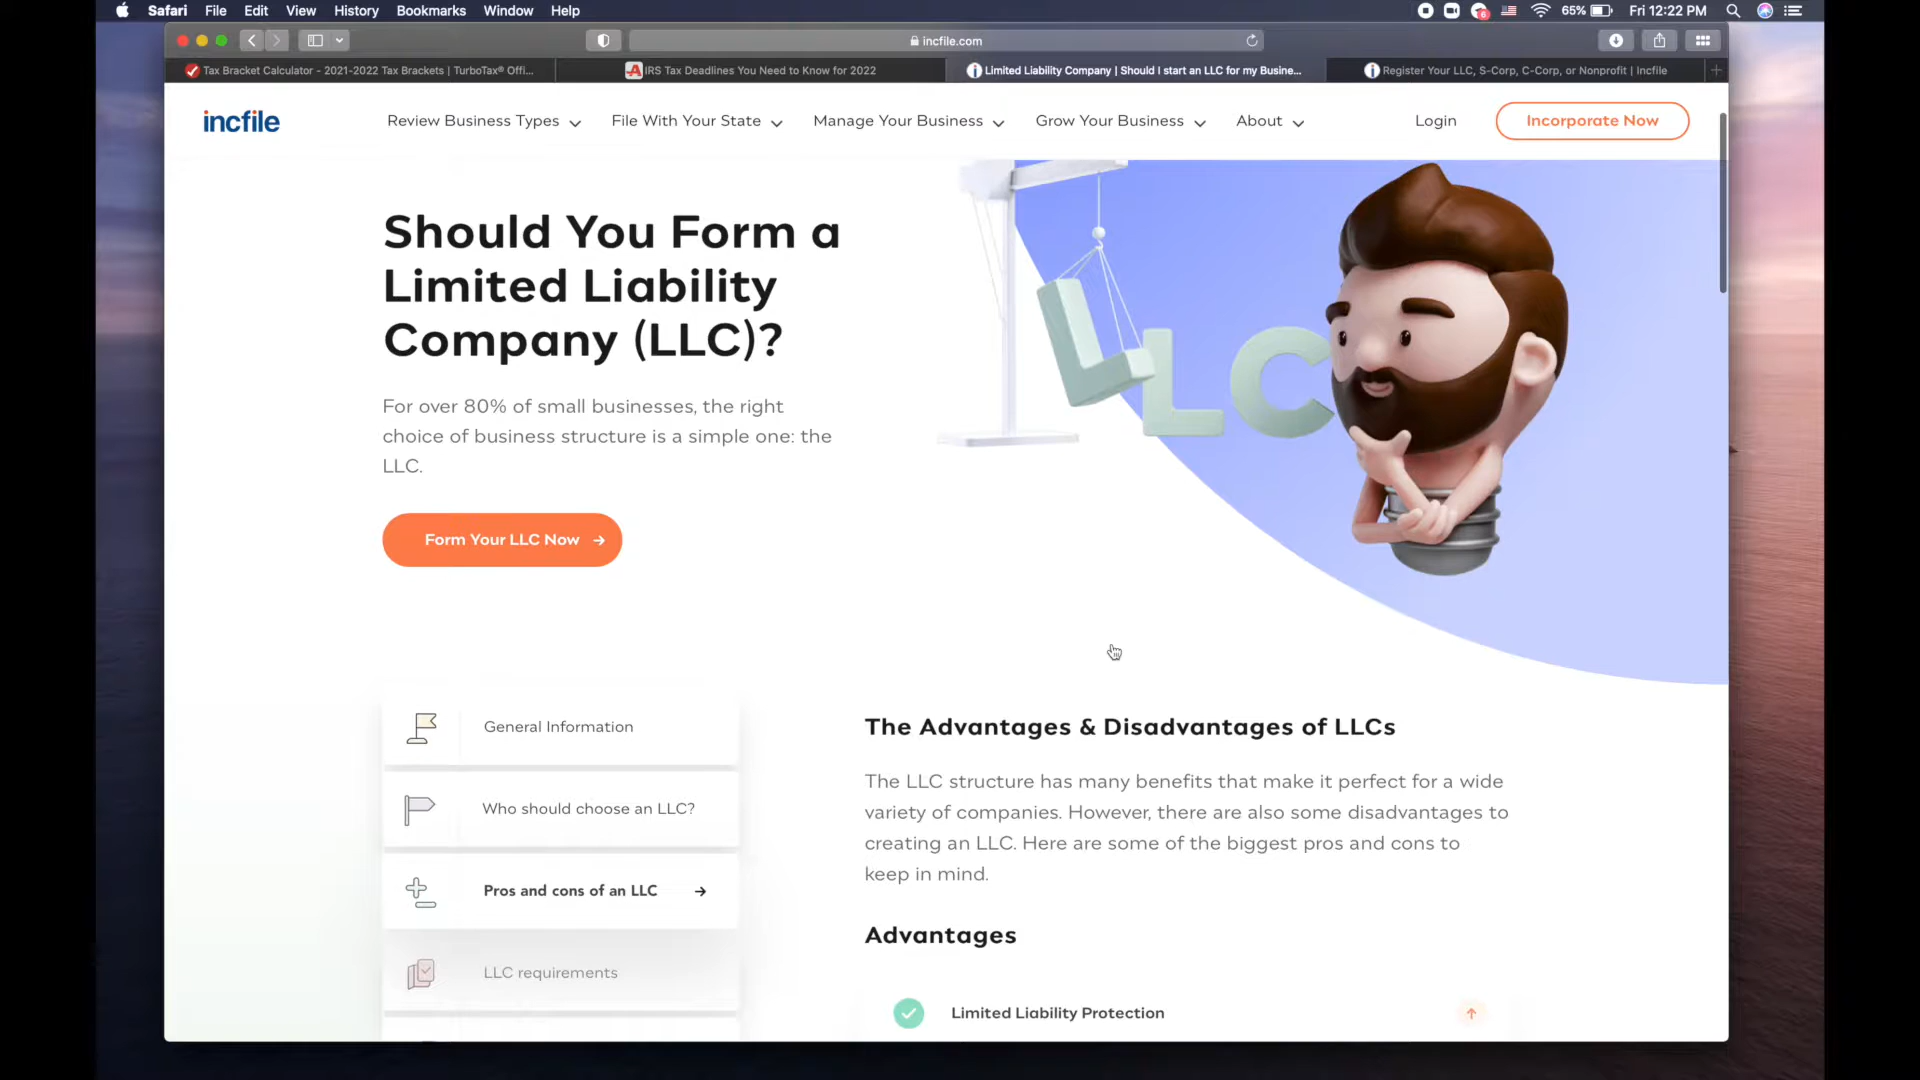 Safari File Edit View History Bookmarks Window Help 65% Fri 12:22 PM
incfile.com
Tax Bracket Calculator - 2021-2022 Tax Brackets | TurboTax® Offi... IRS Tax Deadlines You Need to Know for 2022 Limited Liability Company | Should I start an LLC for my Busine... Register Your LLC, S-Corp, C-Corp, or Nonprofit | Incfile
incfile Review Business Types File With Your State Manage Your Business Grow Your Business About Login Incorporate Now
Should You Form a
Limited Liability
Company (LLC)?
LLC
For over 80% of small businesses, the right
choice of business structure is a simple one: the
LLC.
Form Your LLC Now
General Information
Who should choose an LLC?
Pros and cons of an LLC
LLC requirements
The Advantages & Disadvantages of LLCs
The LLC structure has many benefits that make it perfect for a wide
variety of companies. However, there are also some disadvantages to
creating an LLC. Here are some of the biggest pros and cons to
keep in mind.
Advantages
Limited Liability Protection